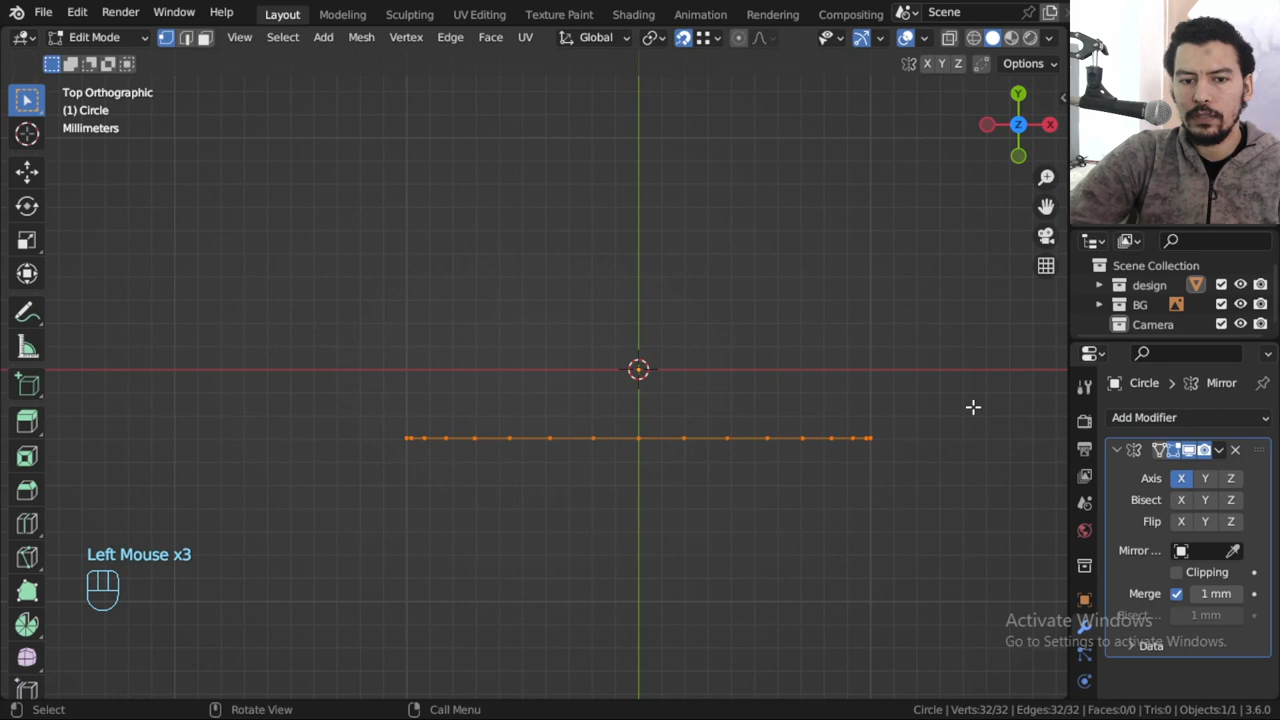 File Edit Render Window Help Layout Modeling Sculpting UV Editing Texture Paint Shading Animation Rendering Compositing Scene
Edit Mode View Select Add Mesh Vertex Edge Face UV Global
X Y Z Options
Top Orthographic
(1) Circle
Millimeters
Y
Z X
Scene Collection
design
BG
Camera
Circle > Mirror
Add Modifier
Axis X Y Z
Bisect X Y Z
Flip X Y Z
Mirror ...
Clipping
Merge 1 mm
Bisect... 1 mm
Data
Activate Windows
Go to Settings to activate Windows.
Left Mouse x3
Select Rotate View Call Menu Circle | Verts:32/32 | Edges:32/32 | Faces:0/0 | Tris:0 | Objects:1/1 | 3.6.0